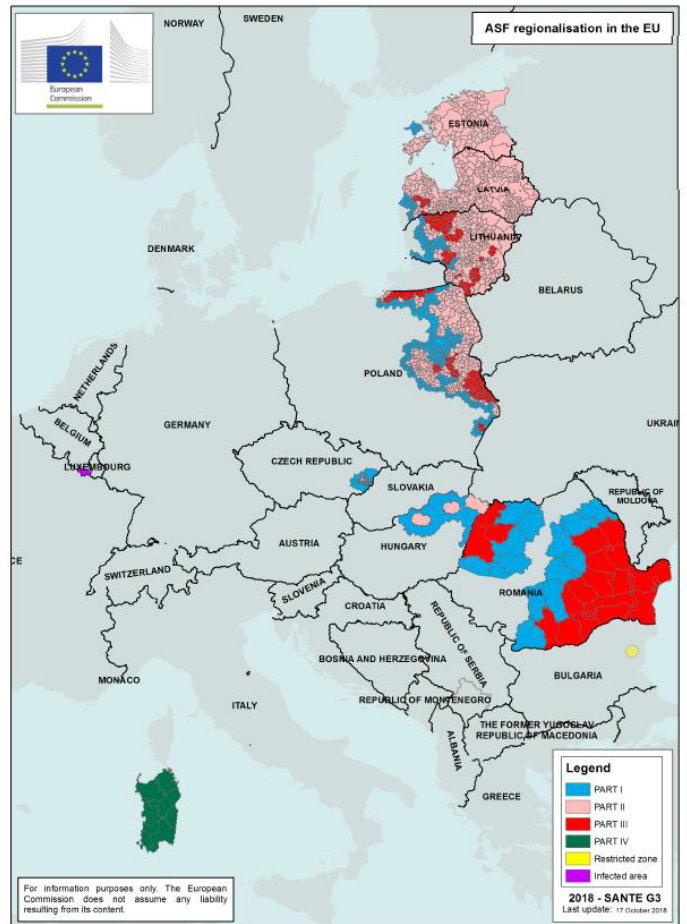 NORWAY
SWEDEN
ASF regionalisation in the EU
European
Commission
ESTONIA
LATVIA
LITHUANIA
DENMARK
BELARUS
NETHERLANDS
POLAND
BELGIUM
GERMANY
UKRAIN
LUXEMBOURG
CZECH REPUBLIC
SLOVAKIA
REPUBLIC OF
MOLDOVA
AUSTRIA
HUNGARY
CE
SWITZERLAND
SLOVENIA
ROMANIA
CROATIA
REPUBLIC OF SERBIA
BOSNIA AND HERZEGOVINA
BULGARIA
MONACO
ITALY
REPUBLIC OF MONTENEGRO
THE FORMER YUGOSLAV
REPUBLIC OF MACEDONIA
ALBANIA
GREECE
Legend
PART I
PART II
PART III
PART IV
Restricted zone
Infected area
2018 - SANTE G3
Last update: 17 October 2018
For information purposes only. The European
Commission does not assume any liability
resulting from its content.